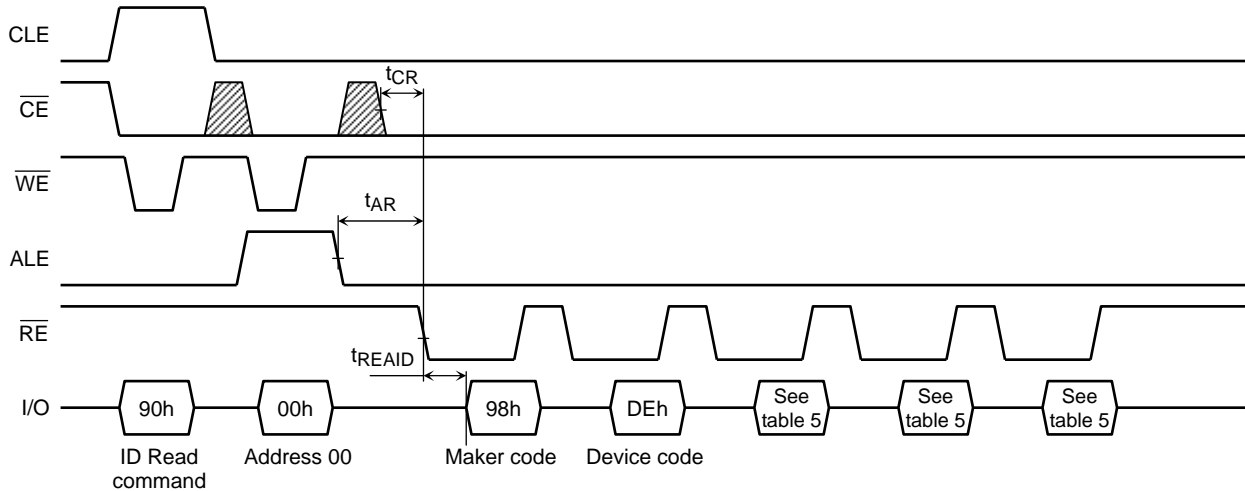 CLE
tCR
CE
WE
tAR
ALE
RE
tREAID
I/O
90h
00h
98h
DEh
See
table 5
See
table 5
See
table 5
ID Read
command
Address 00
Maker code
Device code